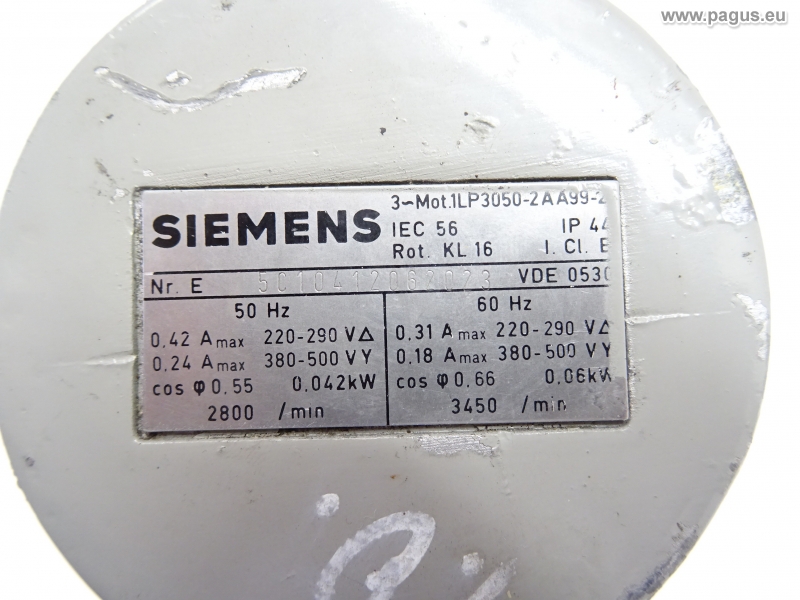 www.pagus.eu
3~Mot.1LP3050-2AA99-2
SIEMENS
IEC 56 IP 44
Rot. KL 16 I. Cl. E
Nr. E 5C10412062023 VDE 0530
50 Hz
0,42 Amax 220-290 V∆
0,24 Amax 380-500 VY
cos φ 0,55 0,042kW
2800 /min
60 Hz
0,31 Amax 220-290 V∆
0,18 Amax 380-500 VY
cos φ 0,66 0,06kW
3450 /min